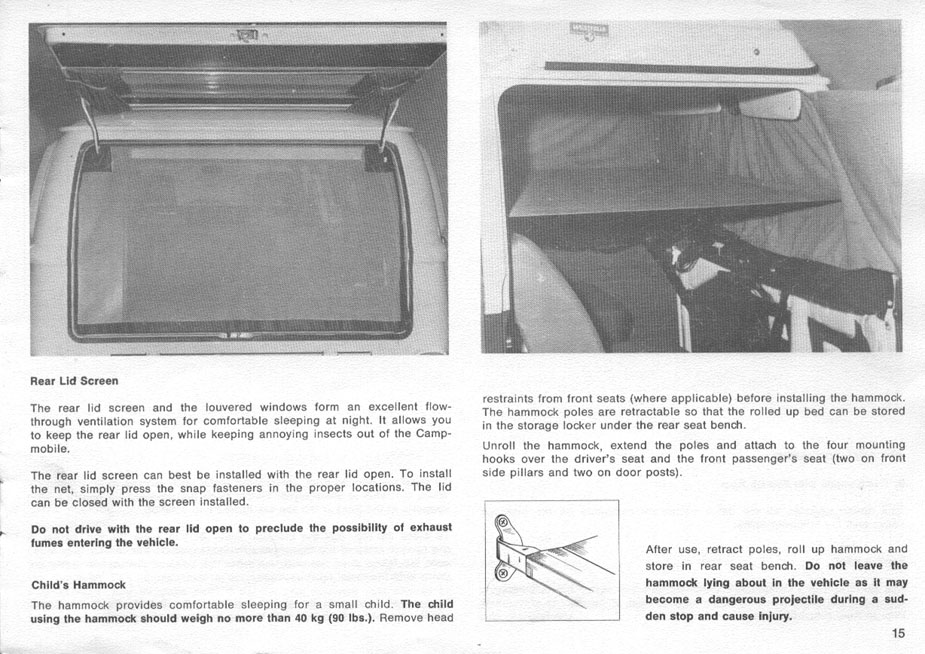 Rear Lid Screen
The rear lid screen and the louvered windows form an excellent flow-
through ventilation system for comfortable sleeping at night. It allows you
to keep the rear lid open, while keeping annoying insects out of the Camp-
mobile.
The rear lid screen can best be installed with the rear lid open. To install
the net, simply press the snap fasteners in the proper locations. The lid
can be closed with the screen installed.
Do not drive with the rear lid open to preclude the possibility of exhaust
fumes entering the vehicle.
Child's Hammock
The hammock provides comfortable sleeping for a small child. The child
using the hammock should weigh no more than 40 kg (90 lbs.). Remove head
restraints from front seats (where applicable) before installing the hammock.
The hammock poles are retractable so that the rolled up bed can be stored
in the storage locker under the rear seat bench.
Unroll the hammock, extend the poles and attach to the four mounting
hooks over the driver's seat and the front passenger's seat (two on front
side pillars and two on door posts).
After use, retract poles, roll up hammock and
store in rear seat bench. Do not leave the
hammock lying about in the vehicle as it may
become a dangerous projectile during a sud-
den stop and cause injury.
15